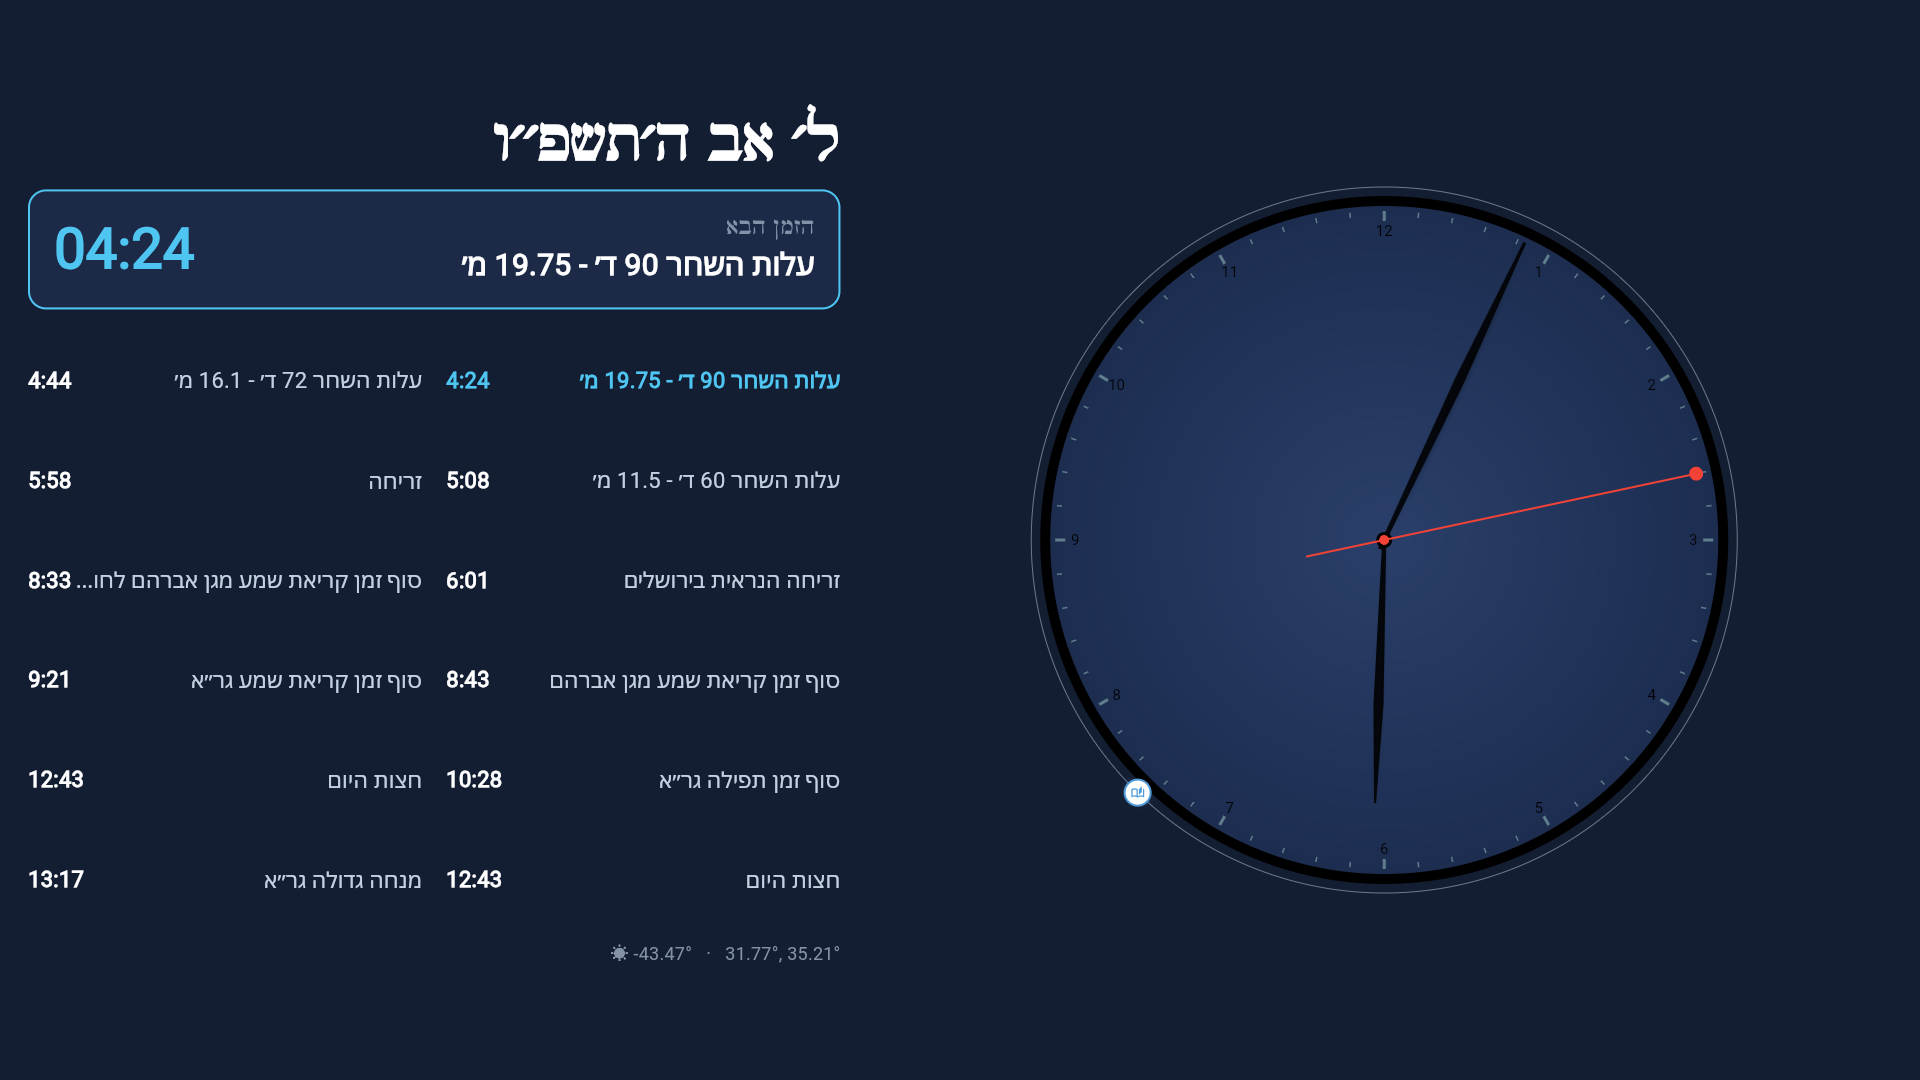 ל׳ אב ה׳תשפ״ו
הזמן הבא
עלות השחר 90 ד׳ - 19.75 מ׳
04:24
עלות השחר 90 ד׳ - 19.75 מ׳ 4:24
עלות השחר 72 ד׳ - 16.1 מ׳ 4:44
עלות השחר 60 ד׳ - 11.5 מ׳ 5:08
זריחה 5:58
זריחה הנראית בירושלים 6:01
סוף זמן קריאת שמע מגן אברהם לחו... 8:33
סוף זמן קריאת שמע מגן אברהם 8:43
סוף זמן קריאת שמע גר״א 9:21
סוף זמן תפילה גר״א 10:28
חצות היום 12:43
חצות היום 12:43
מנחה גדולה גר״א 13:17
31.77°, 35.21° · -43.47°
12
1
2
3
4
5
6
7
8
9
10
11